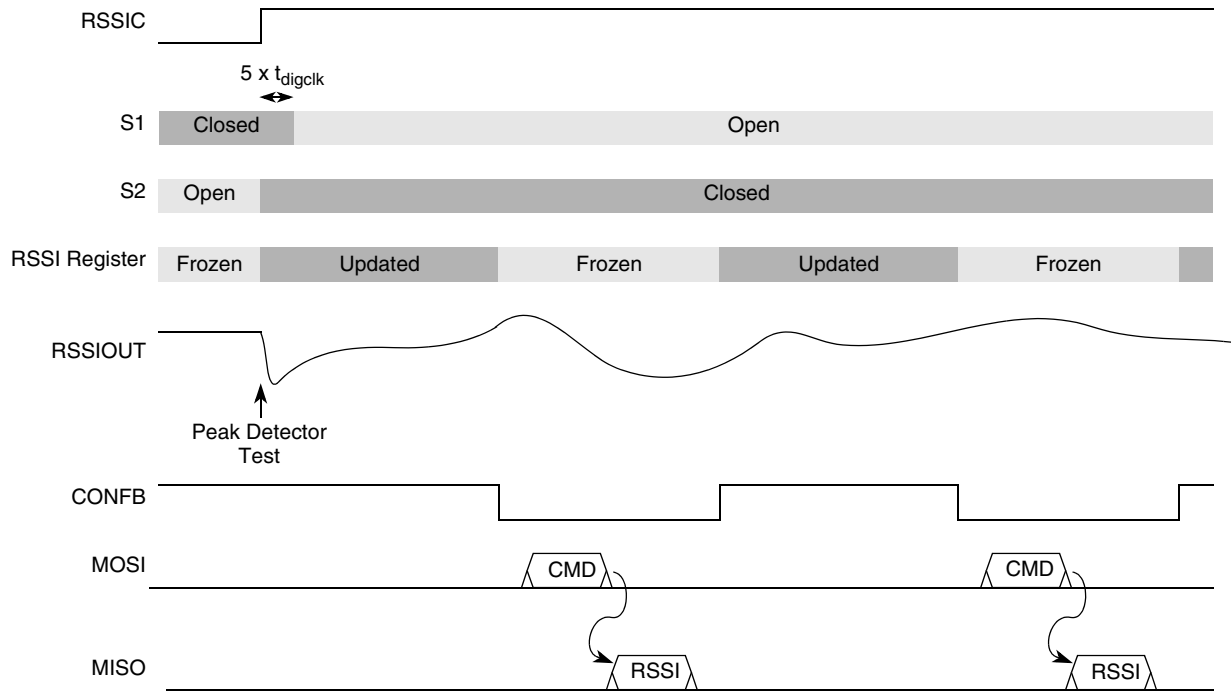 RSSIC
5 x tdigclk
S1 Closed Open
S2 Open Closed
RSSI Register Frozen Updated Frozen Updated Frozen
RSSIOUT
Peak Detector
Test
CONFB
MOSI CMD CMD
MISO RSSI RSSI